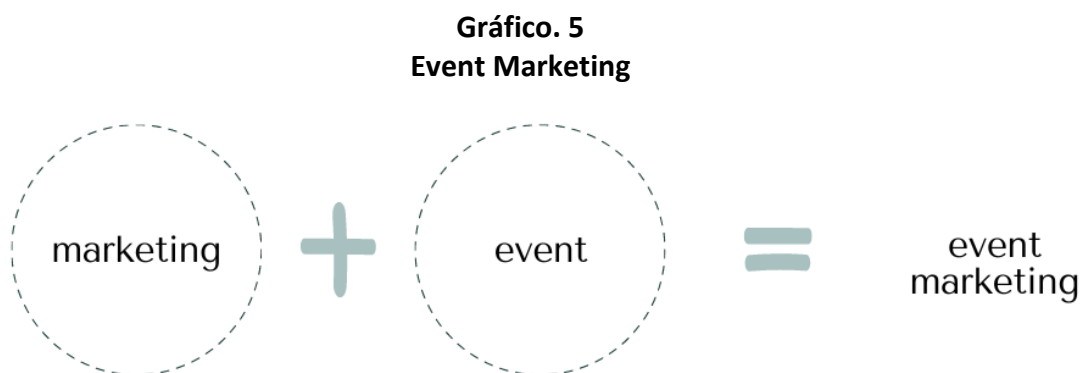 Gráfico. 5
Event Marketing
marketing + event = event
marketing